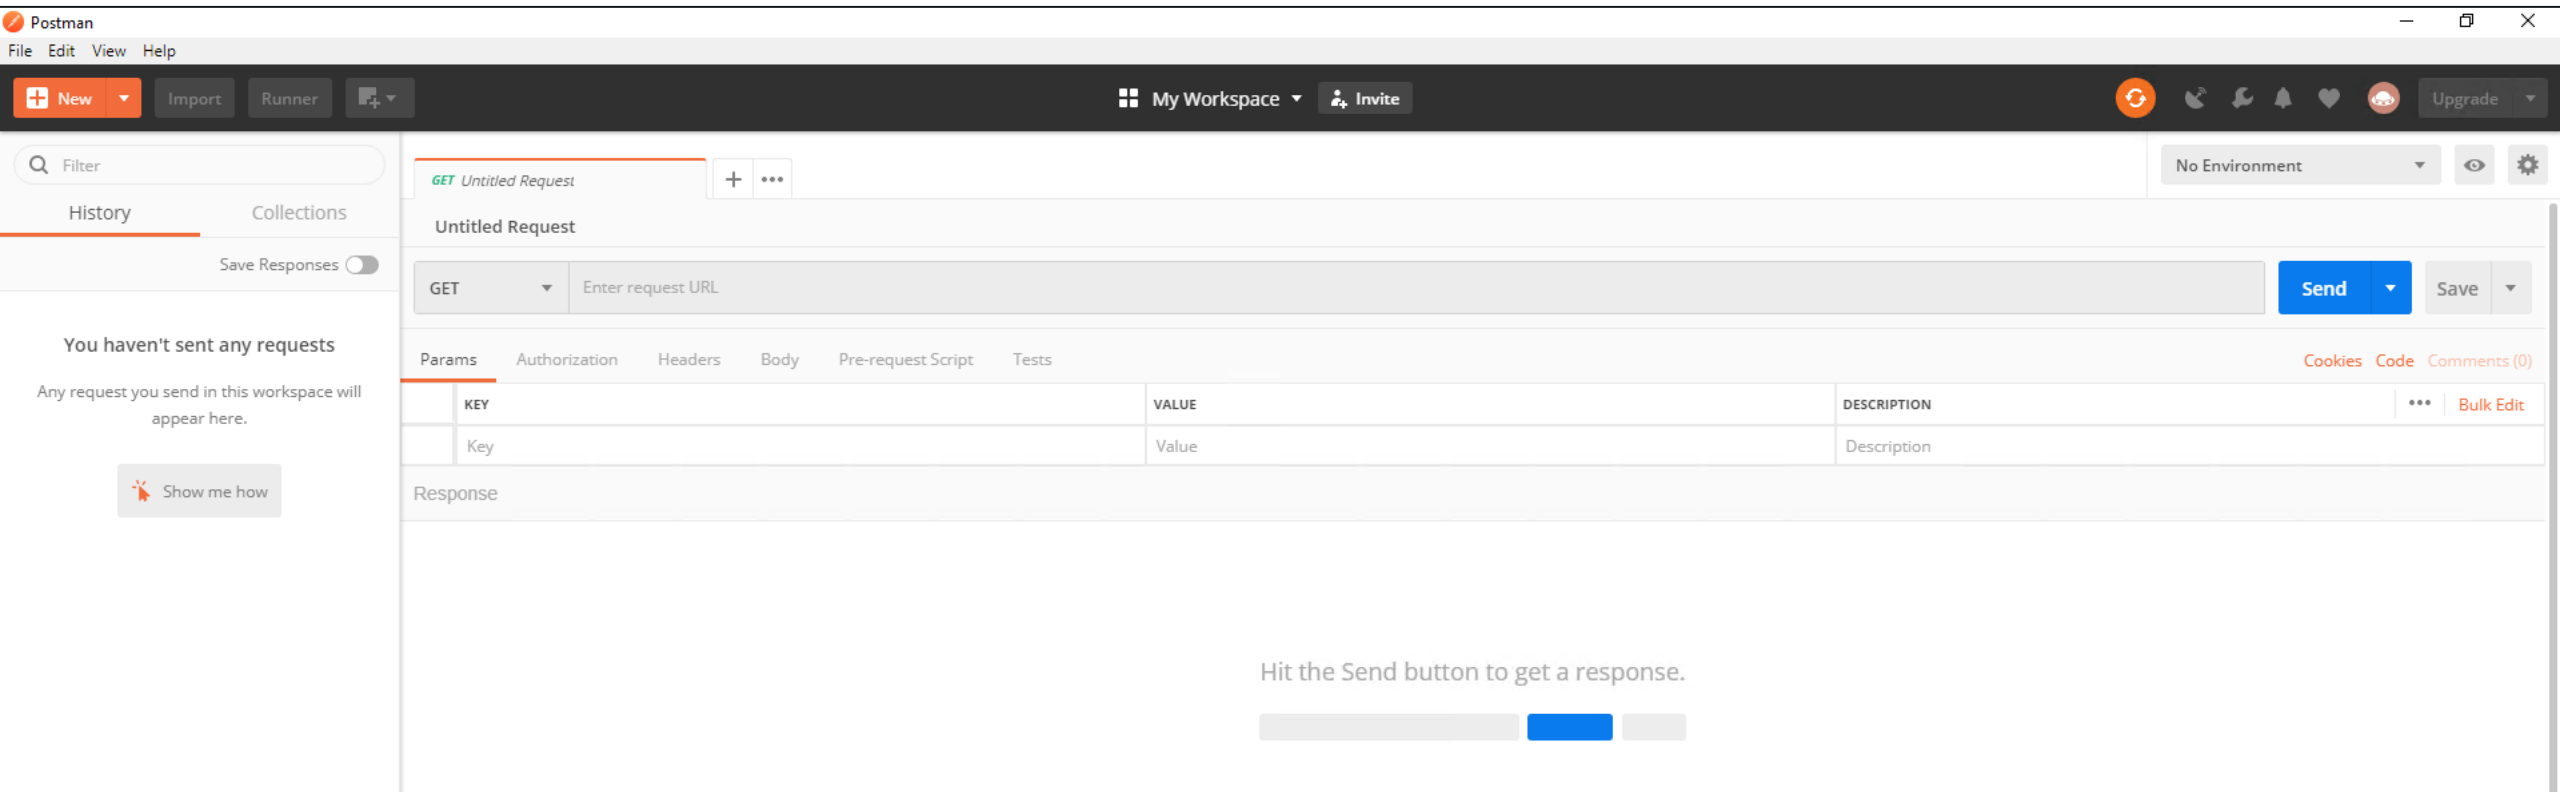 Postman
File Edit View Help
New Import Runner
My Workspace Invite
Upgrade
Filter
History Collections
Save Responses
You haven't sent any requests
Any request you send in this workspace will
appear here.
Show me how
GET Untitled Request
No Environment
Untitled Request
GET Enter request URL Send Save
Params Authorization Headers Body Pre-request Script Tests Cookies Code Comments (0)
KEY VALUE DESCRIPTION Bulk Edit
Key Value Description
Response
Hit the Send button to get a response.